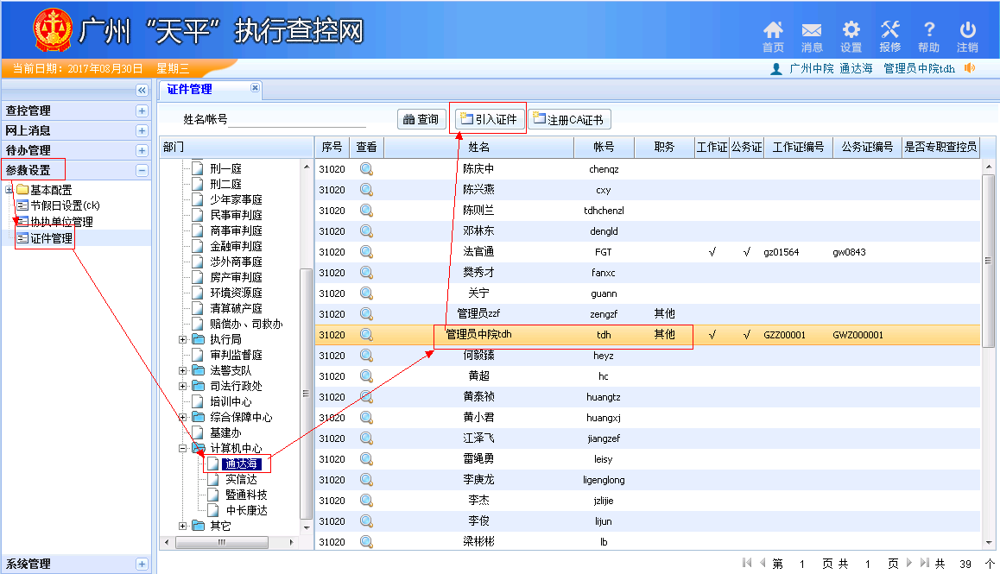 广州“天平”执行查控网
首页 消息 设置 报修 帮助 注销
当前日期：2017年08月30日 星期三
广州中院 通达海 管理员中院tdh
查控管理
网上消息
待办管理
参数设置
基本配置
节假日设置(ck)
协执单位管理
证件管理
系统管理
证件管理
姓名/帐号
查询 引入证件 注册CA证书
部门
刑一庭
刑二庭
少年家事庭
民事审判庭
商事审判庭
金融审判庭
涉外商事庭
房产审判庭
环境资源庭
清算破产庭
赔偿办、司救办
执行局
审判监督庭
法警支队
司法行政处
培训中心
综合保障中心
基建办
计算机中心
通达海
实信达
暨通科技
中长康达
其它
序号 查看 姓名 帐号 职务 工作证 公务证 工作证编号 公务证编号 是否专职查控员
31020 陈庆中 chenqz
31020 陈兴燕 cxy
31020 陈则兰 tdhchenzl
31020 邓林东 dengld
31020 法官通 FGT √ √ gz01564 gw0843
31020 樊秀才 fanxc
31020 关宁 guann
31020 管理员zzf zengzf 其他
31020 管理员中院tdh tdh 其他 √ √ GZZ00001 GWZ000001
31020 何毅臻 heyz
31020 黄超 hc
31020 黄泰祯 huangtz
31020 黄小君 huangxj
31020 江泽飞 jiangzef
31020 雷绳勇 leisy
31020 李庚龙 ligenglong
31020 李杰 jzlijie
31020 李俊 lijun
31020 梁彬彬 lb
第 1 页 共 1 页 共 39 个